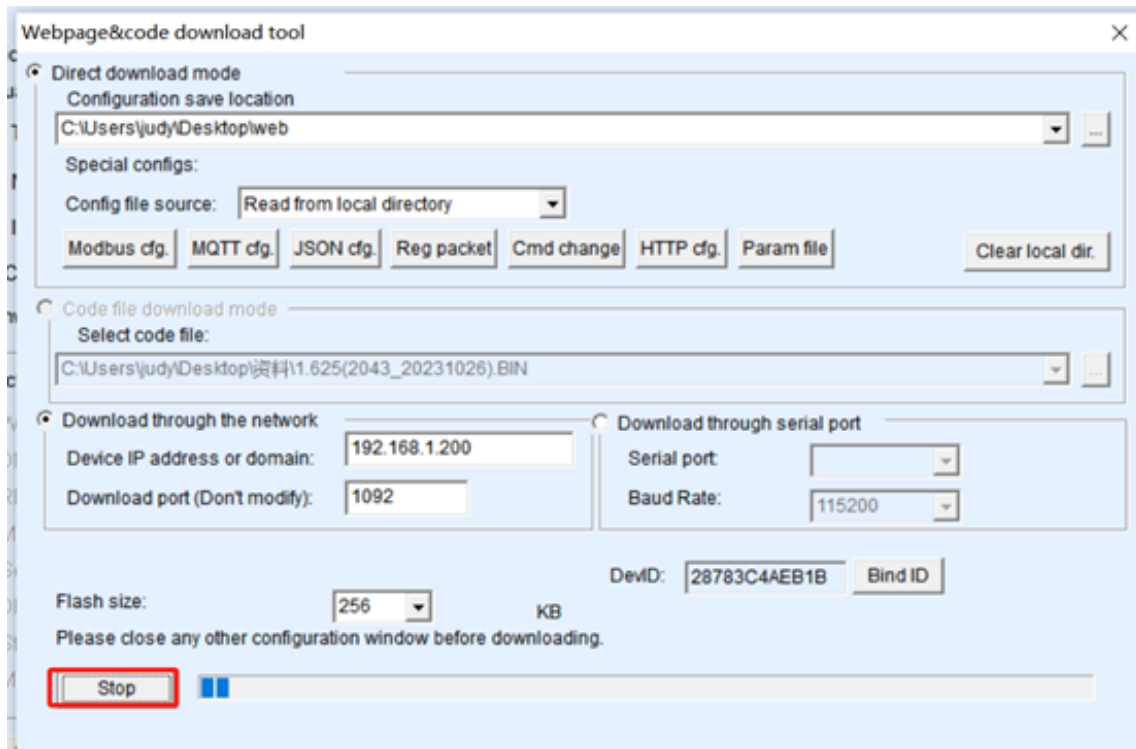 Webpage&code download tool
Direct download mode
Configuration save location
C:\Users\judy\Desktop\web
...
Special configs:
Config file source: Read from local directory
Modbus cfg. MQTT cfg. JSON cfg. Reg packet Cmd change HTTP cfg. Param file Clear local dir.
Code file download mode
Select code file:
C:\Users\judy\Desktop\资料\1.625(2043_20231026).BIN
...
Download through the network
Device IP address or domain: 192.168.1.200
Download port (Don't modify): 1092
Download through serial port
Serial port:
Baud Rate: 115200
DevID: 28783C4AEB1B Bind ID
Flash size: 256 KB
Please close any other configuration window before downloading.
Stop